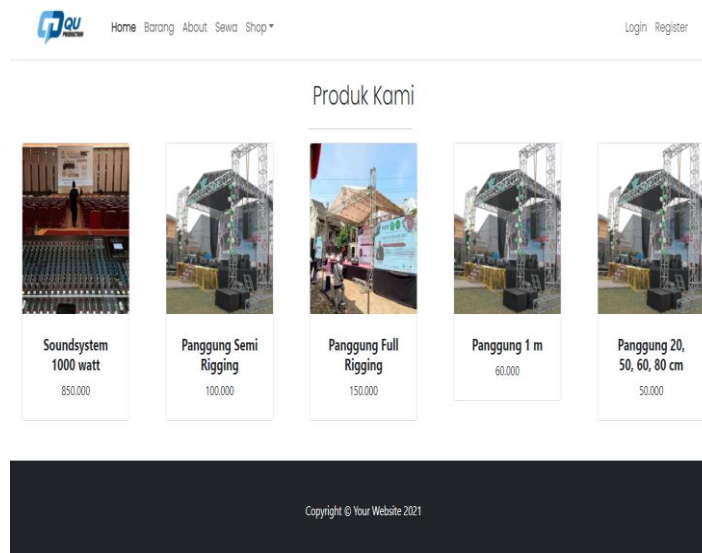 QU
PRODUCTION
Home Barang About Sewa Shop
Login Register
Produk Kami
Soundsystem
1000 watt
850.000
Panggung Semi
Rigging
100.000
Panggung Full
Rigging
150.000
Panggung 1 m
60.000
Panggung 20,
50, 60, 80 cm
50.000
Copyright © Your Website 2021